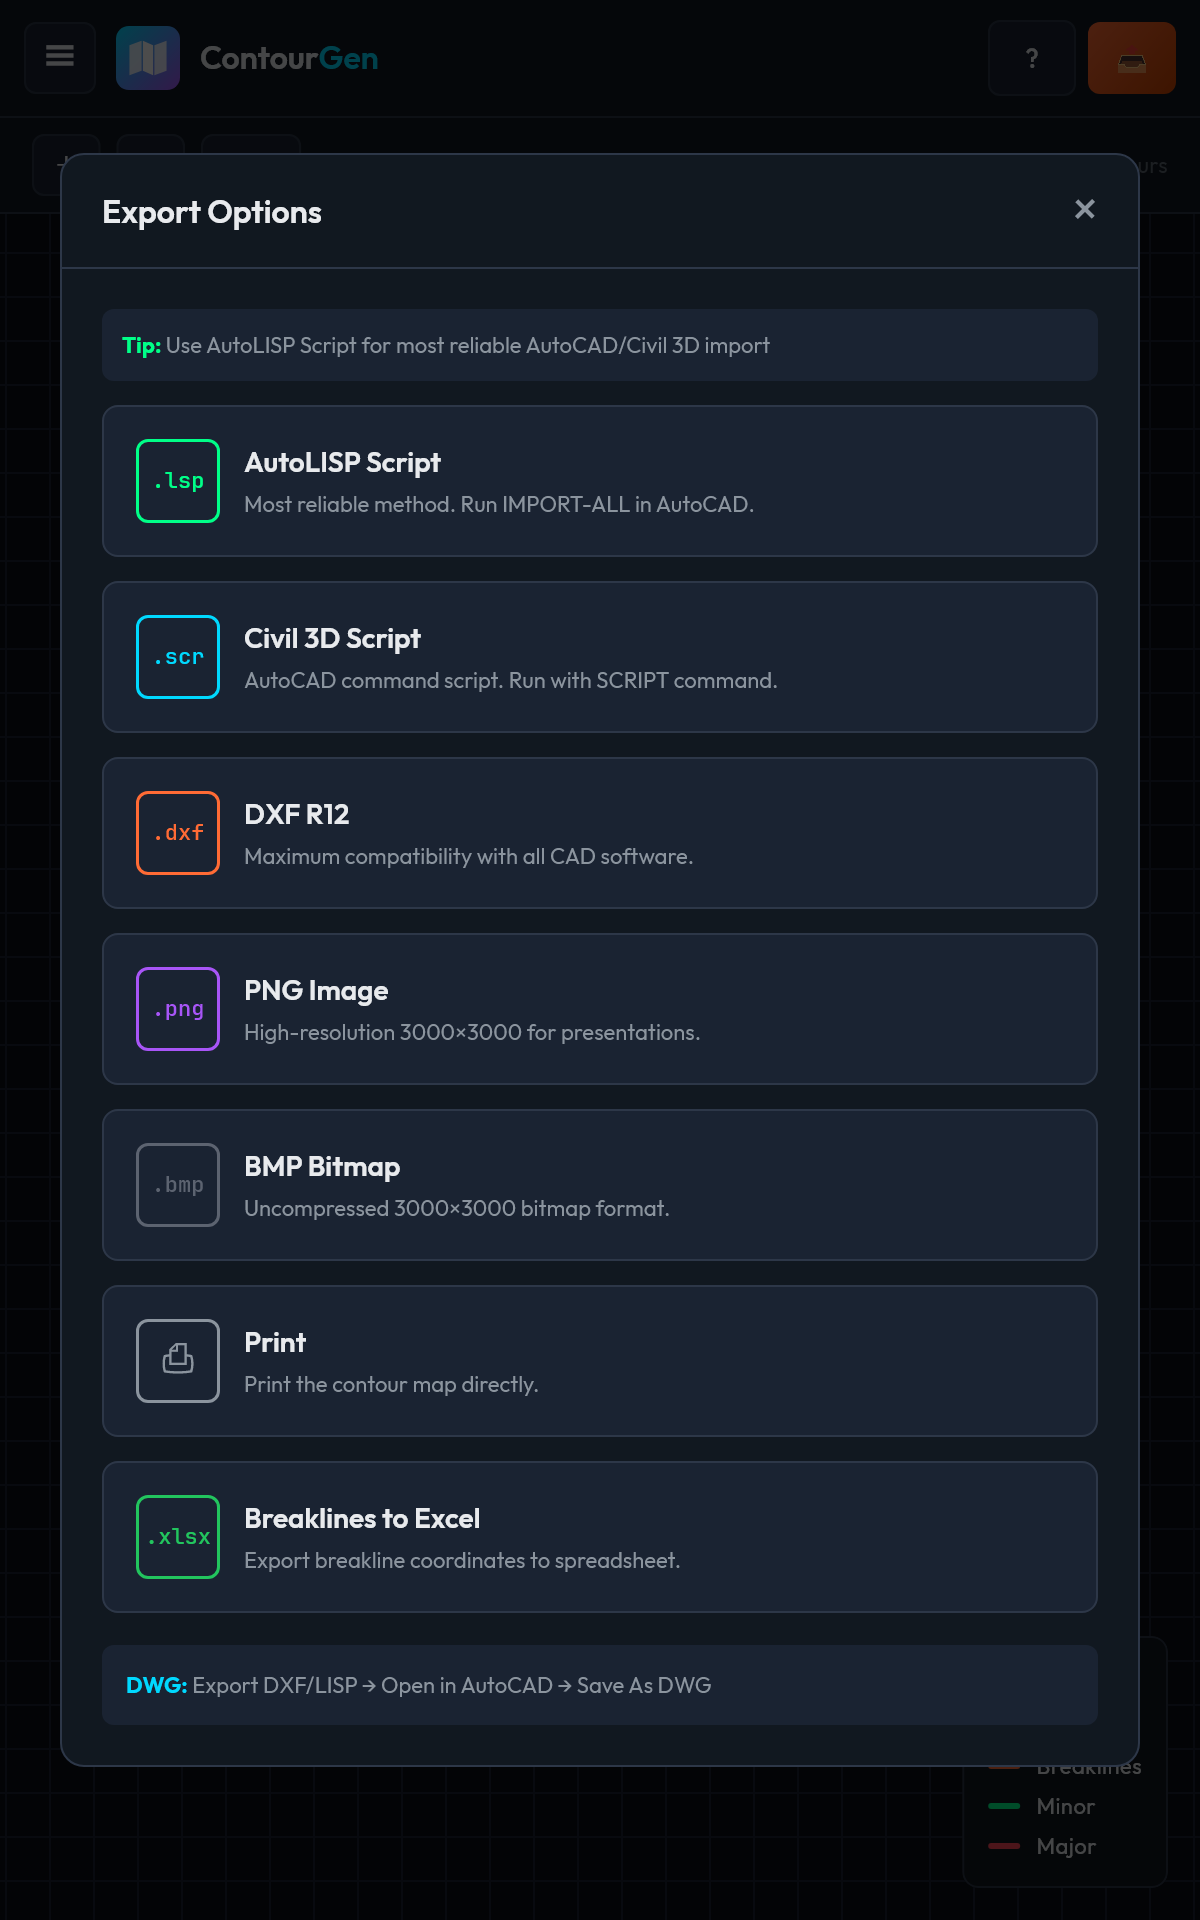 ContourGen
?
Export Options
Tip: Use AutoLISP Script for most reliable AutoCAD/Civil 3D import
.lsp
AutoLISP Script
Most reliable method. Run IMPORT-ALL in AutoCAD.
.scr
Civil 3D Script
AutoCAD command script. Run with SCRIPT command.
.dxf
DXF R12
Maximum compatibility with all CAD software.
.png
PNG Image
High-resolution 3000×3000 for presentations.
.bmp
BMP Bitmap
Uncompressed 3000×3000 bitmap format.
Print
Print the contour map directly.
.xlsx
Breaklines to Excel
Export breakline coordinates to spreadsheet.
DWG: Export DXF/LISP → Open in AutoCAD → Save As DWG
Breaklines
Minor
Major